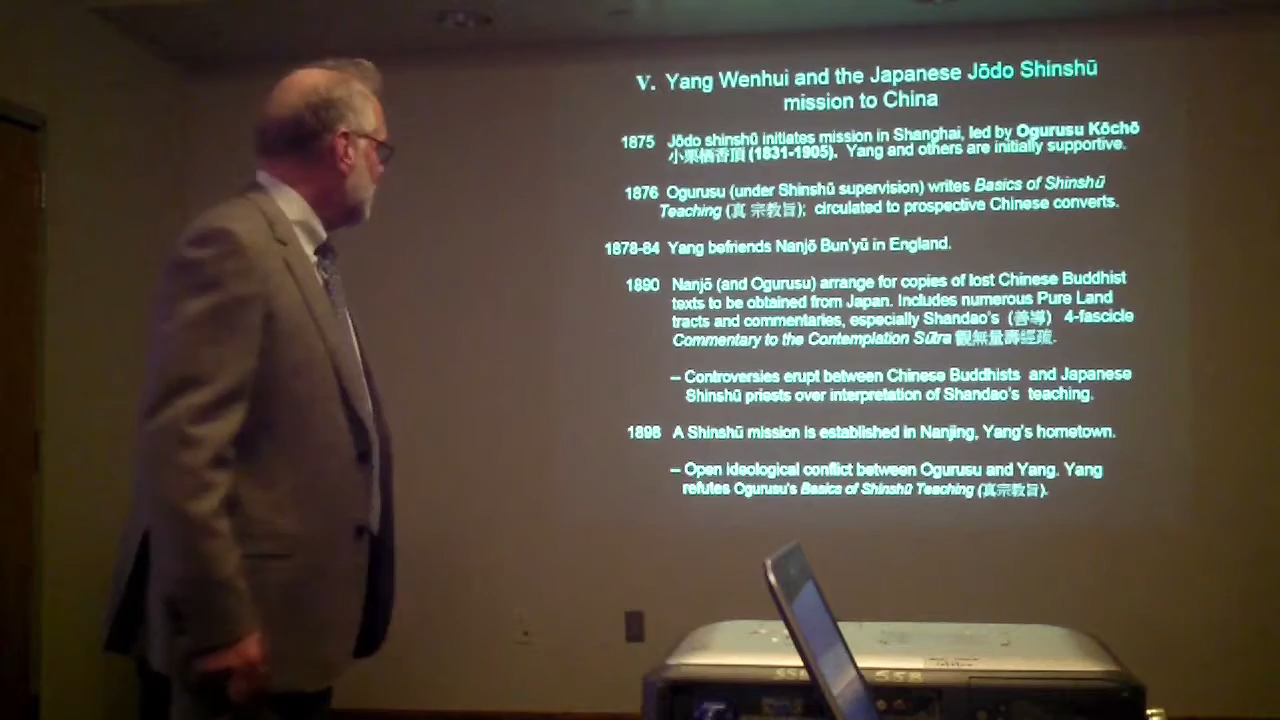 V. Yang Wenhui and the Japanese Jōdo Shinshū
mission to China
1875 Jōdo shinshū initiates mission in Shanghai, led by Ogurusu Kōchō
小栗栖香頂 (1831-1905). Yang and others are initially supportive.
1876 Ogurusu (under Shinshū supervision) writes Basics of Shinshū
Teaching (真 宗教旨); circulated to prospective Chinese converts.
1878-84 Yang befriends Nanjō Bun'yū in England.
1890 Nanjō (and Ogurusu) arrange for copies of lost Chinese Buddhist
texts to be obtained from Japan. Includes numerous Pure Land
tracts and commentaries, especially Shandao's (善導) 4-fascicle
Commentary to the Contemplation Sūtra 觀無量壽經疏.
– Controversies erupt between Chinese Buddhists and Japanese
Shinshū priests over interpretation of Shandao's teaching.
1898 A Shinshū mission is established in Nanjing, Yang's hometown.
– Open ideological conflict between Ogurusu and Yang. Yang
refutes Ogurusu's Basics of Shinshū Teaching (真宗教旨).
558